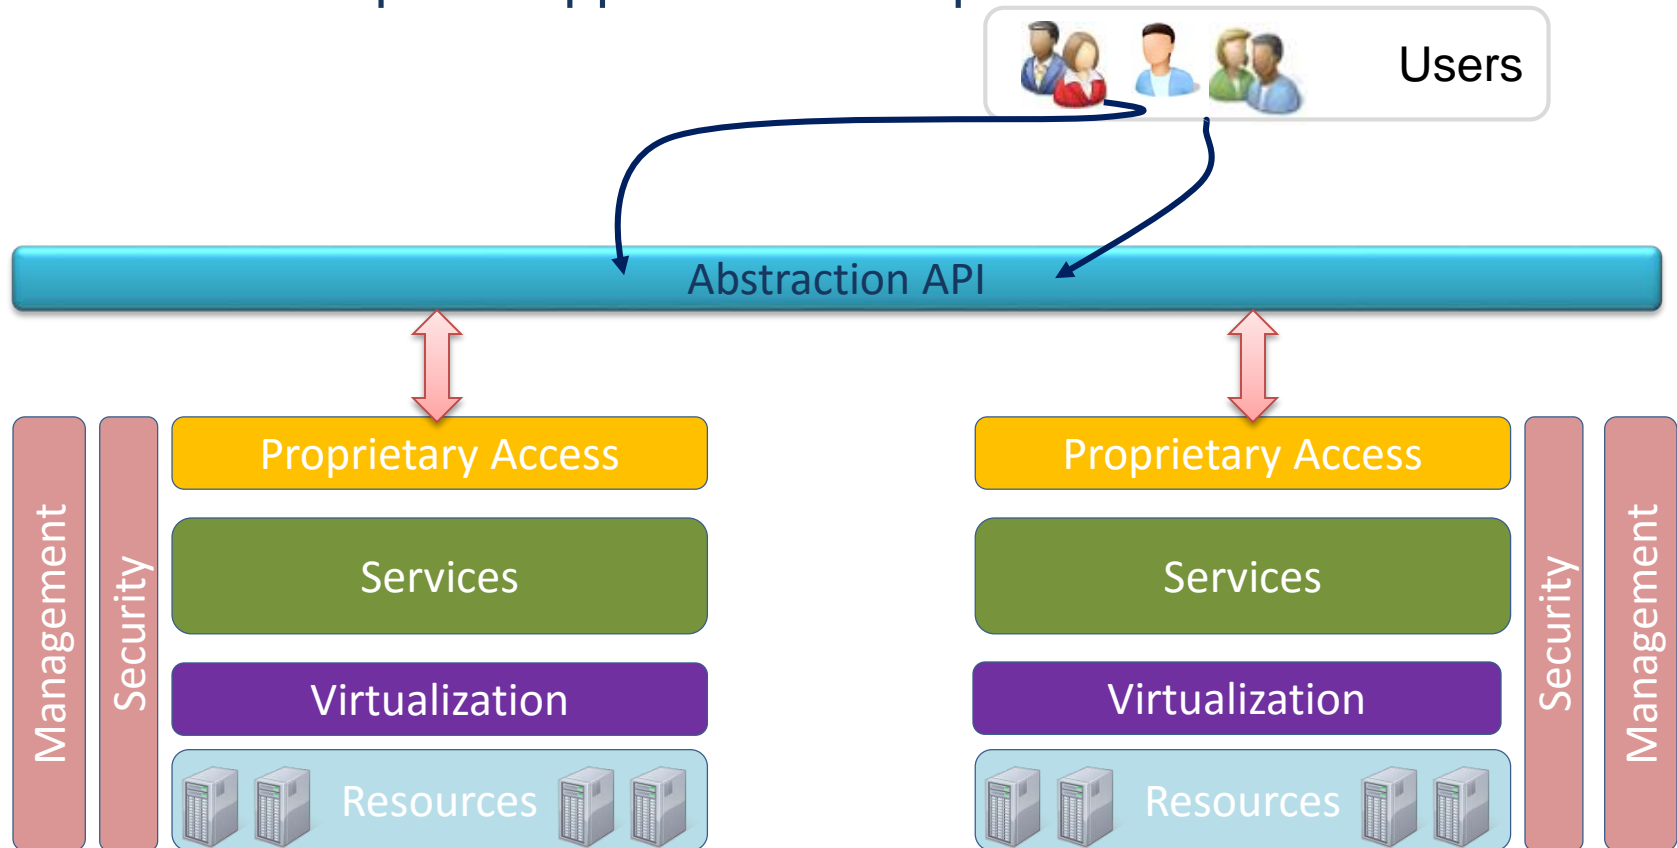 Users
Abstraction API
Management
Security
Proprietary Access
Services
Virtualization
Resources
Proprietary Access
Services
Virtualization
Resources
Security
Management